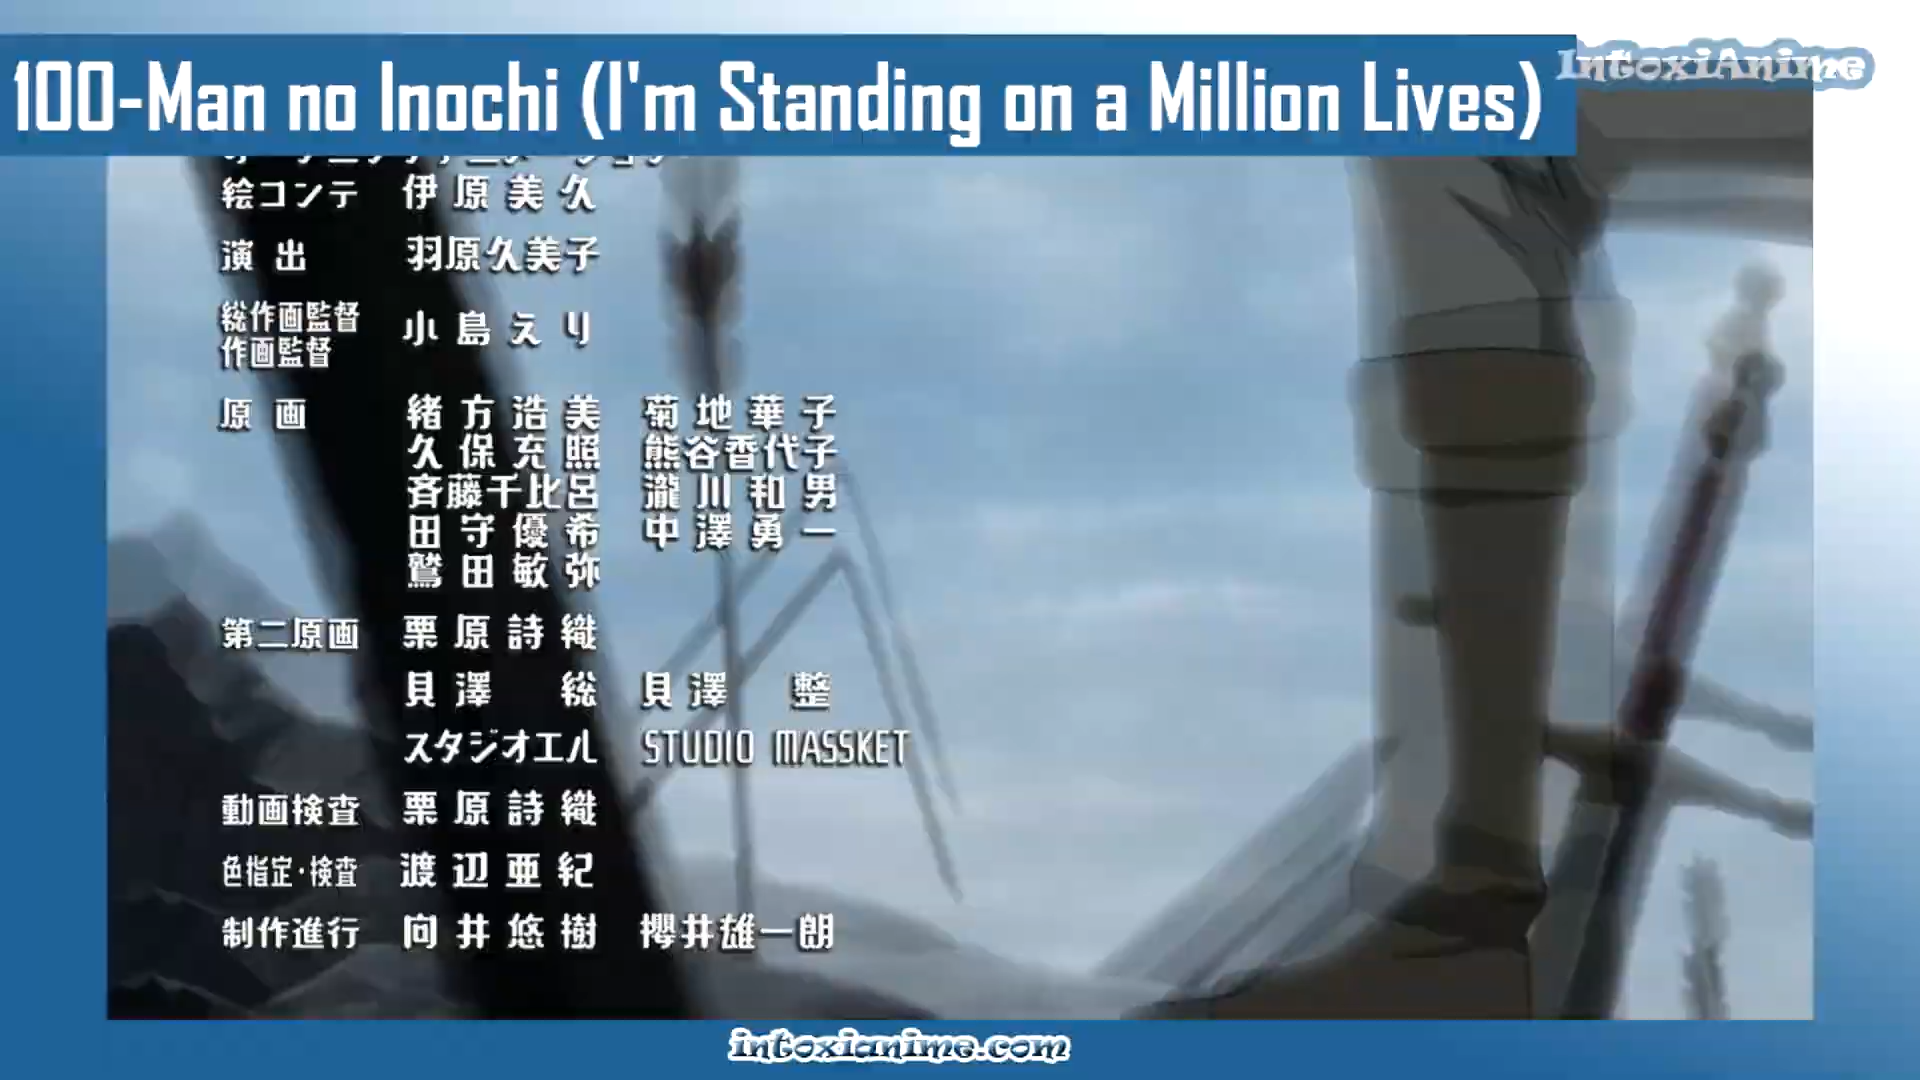 100-Man no Inochi (I'm Standing on a Million Lives)
IntoxiAnime
絵コンテ 伊原美久
演出 羽原久美子
総作画監督
作画監督 小島えり
原画 緒方浩美 菊地華子
久保充照 熊谷香代子
斉藤千比呂 瀧川和男
田守優希 中澤勇一
鷲田敏弥
第二原画 栗原詩織
貝澤総 貝澤整
スタジオエル STUDIO MASSKET
動画検査 栗原詩織
色指定・検査 渡辺亜紀
制作進行 向井悠樹 櫻井雄一朗
intoxianime.com